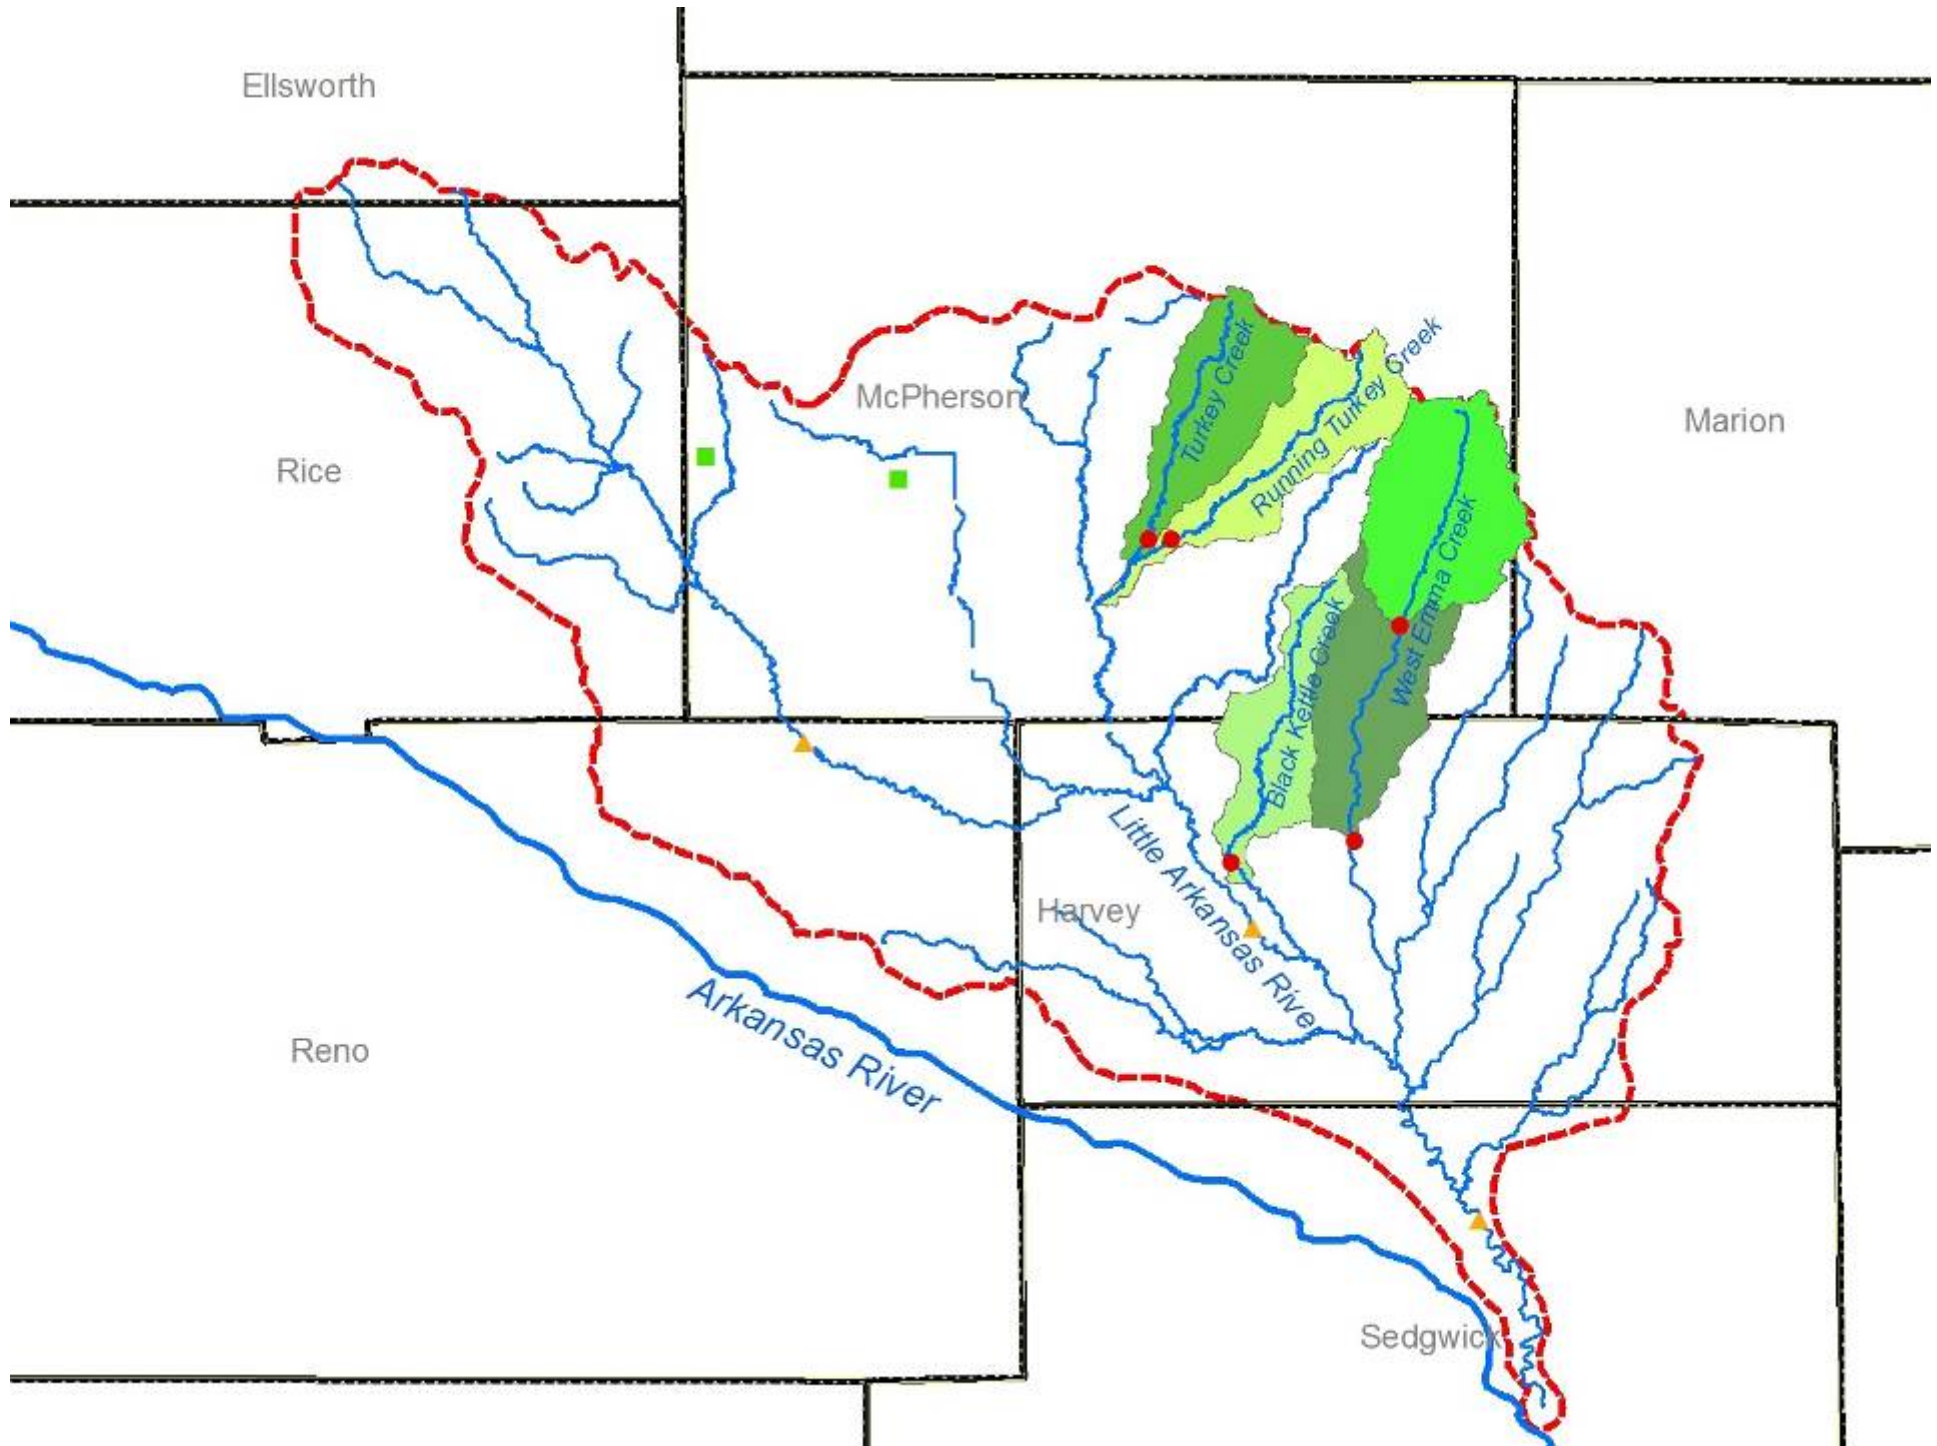 Ellsworth
McPherson
Marion
Rice
Turkey Creek
Running Turkey Creek
West Emma Creek
Black Kettle Creek
Little Arkansas River
Harvey
Arkansas River
Reno
Sedgwick